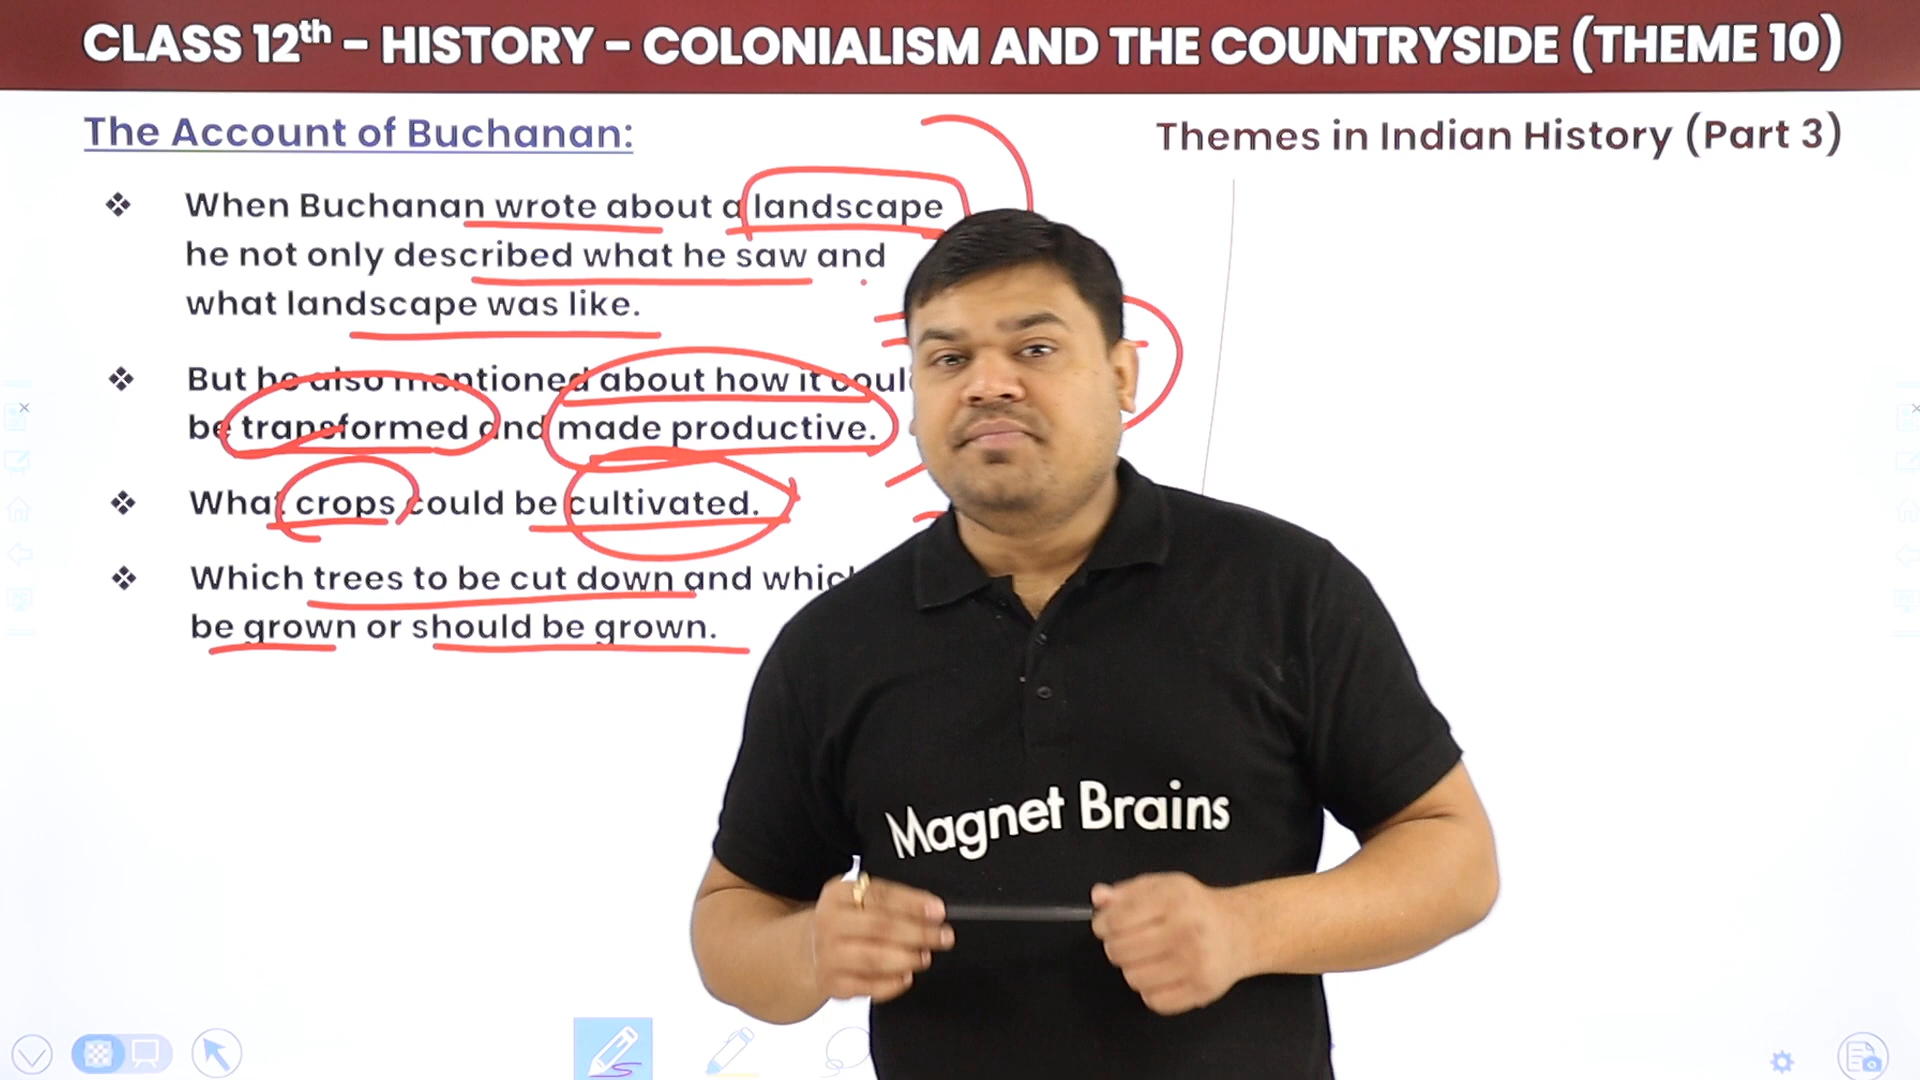 CLASS 12th - HISTORY - COLONIALISM AND THE COUNTRYSIDE (THEME 10)
The Account of Buchanan:
Themes in Indian History (Part 3)
❖ When Buchanan wrote about a landscape
he not only described what he saw and
what landscape was like.
❖ But he also mentioned about how it
be transformed and made productive.
❖ What crops could be cultivated.
❖ Which trees to be cut down and
be grown or should be grown.
Magnet Brains